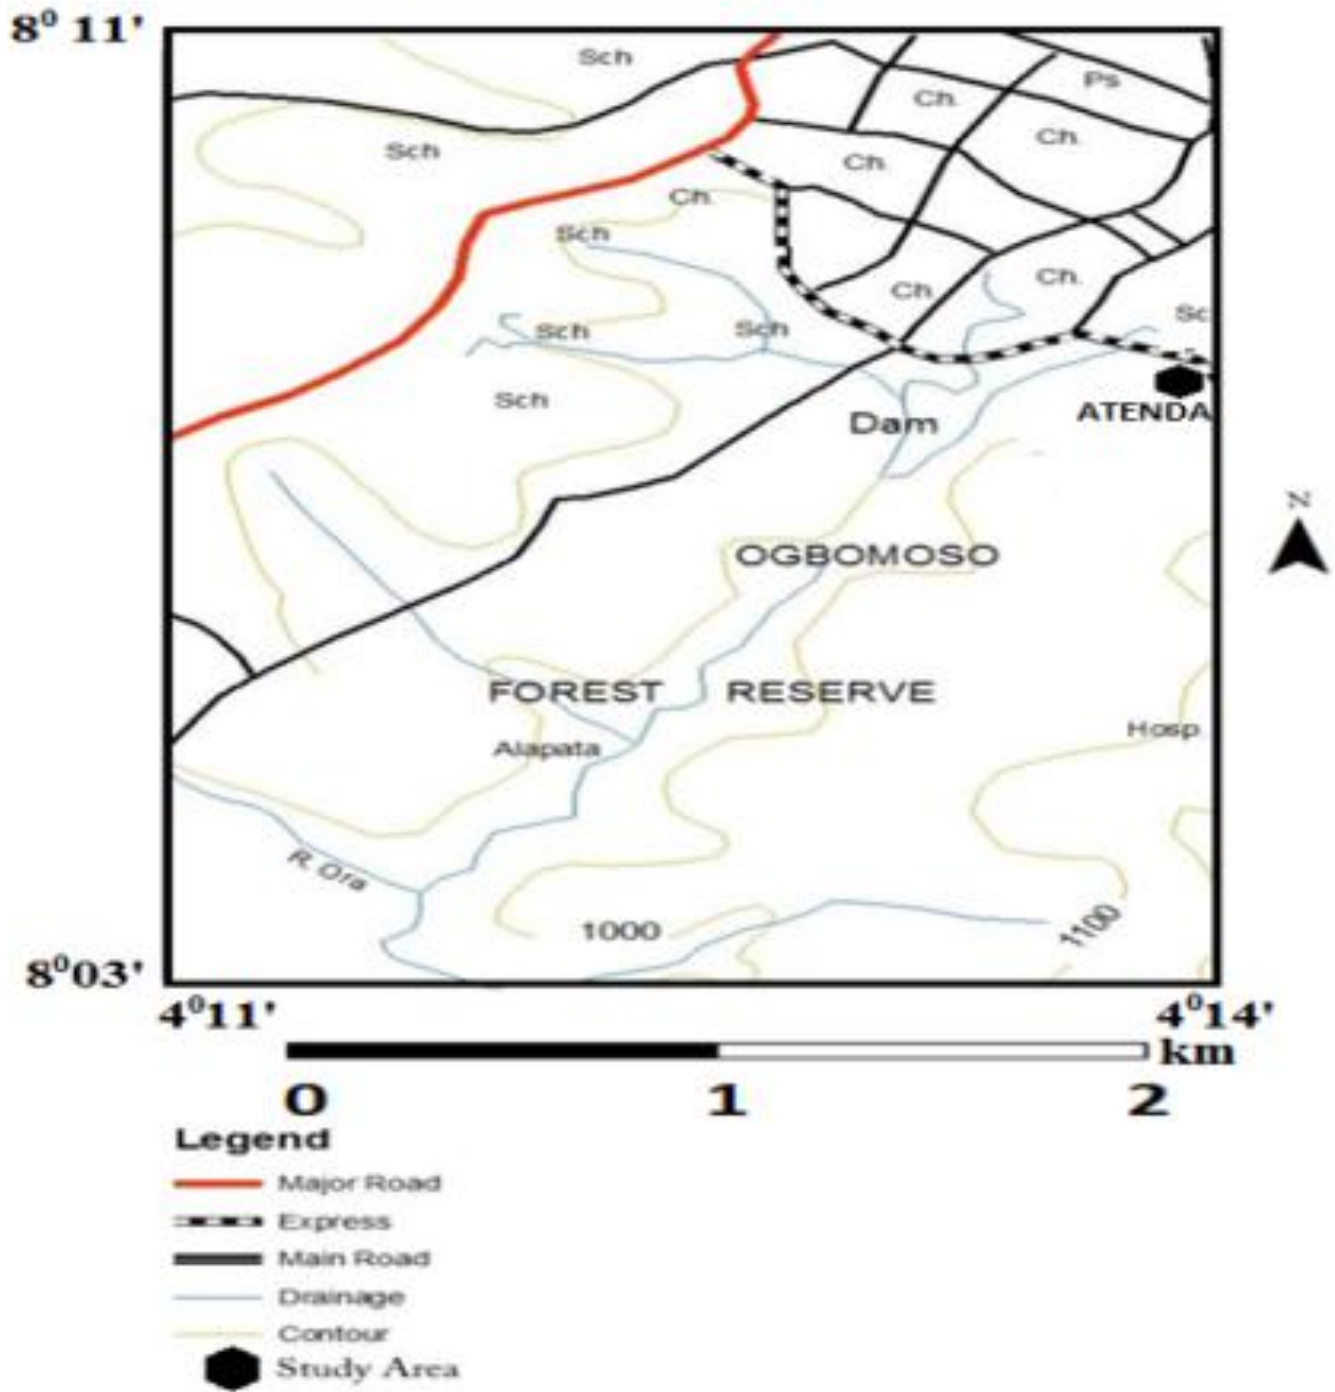 8⁰ 11'
Sch
Ps
Ch.
Ch.
Sch
Ch.
Ch.
Sch
Ch.
Ch.
Sch
Sch
Sc
Sch
ATENDA
Dam
N
OGBOMOSO
FOREST RESERVE
Hosp.
Alapata
R. Ora
1000
1100
8⁰03'
4⁰11'
4⁰14'
km
0 1 2
Legend
Major Road
Express
Main Road
Drainage
Contour
Study Area